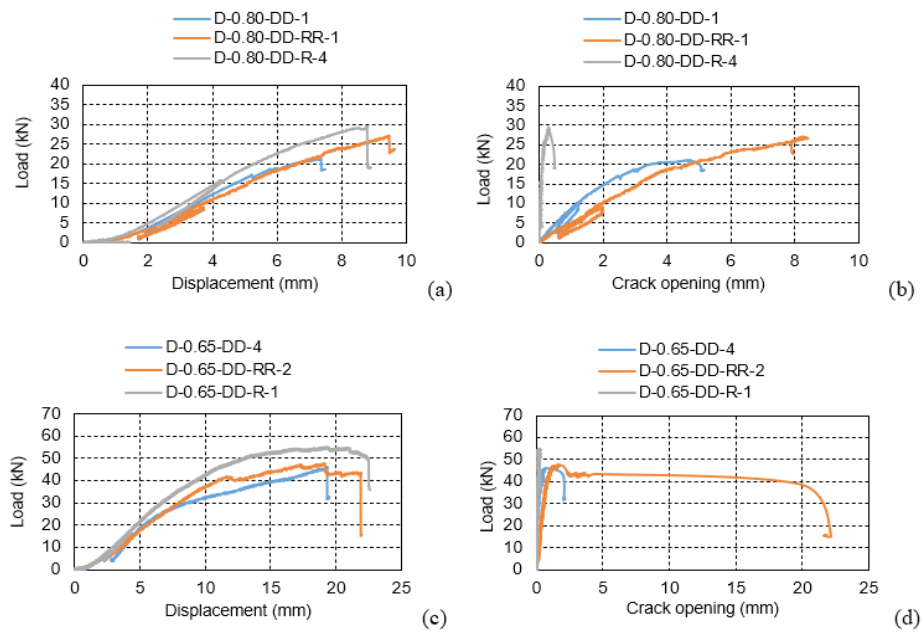 D-0.80-DD-1
D-0.80-DD-RR-1
D-0.80-DD-R-4
40
35
30
25
20
15
10
5
0
Load (kN)
0 2 4 6 8 10
Displacement (mm)
(a)
D-0.80-DD-1
D-0.80-DD-RR-1
D-0.80-DD-R-4
40
35
30
25
20
15
10
5
0
Load (kN)
0 2 4 6 8 10
Crack opening (mm)
(b)
D-0.65-DD-4
D-0.65-DD-RR-2
D-0.65-DD-R-1
70
60
50
40
30
20
10
0
Load (kN)
0 5 10 15 20 25
Displacement (mm)
(c)
D-0.65-DD-4
D-0.65-DD-RR-2
D-0.65-DD-R-1
70
60
50
40
30
20
10
0
Load (kN)
0 5 10 15 20 25
Crack opening (mm)
(d)